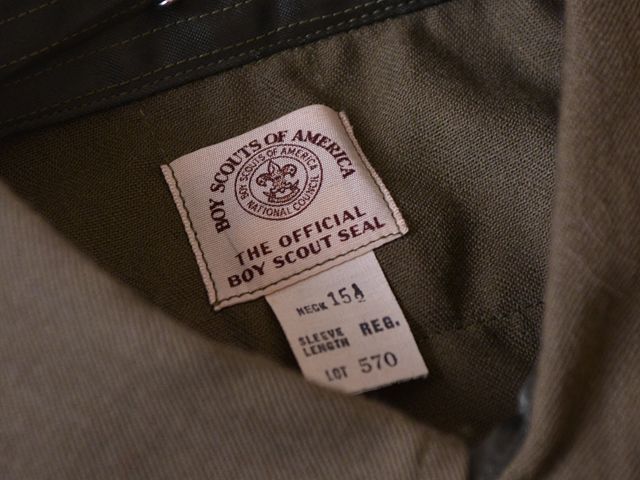 BOY SCOUTS OF AMERICA
BOY SCOUTS OF AMERICA
NATIONAL COUNCIL
THE OFFICIAL
BOY SCOUT SEAL
NECK 15½
SLEEVE LENGTH REG.
LOT 570